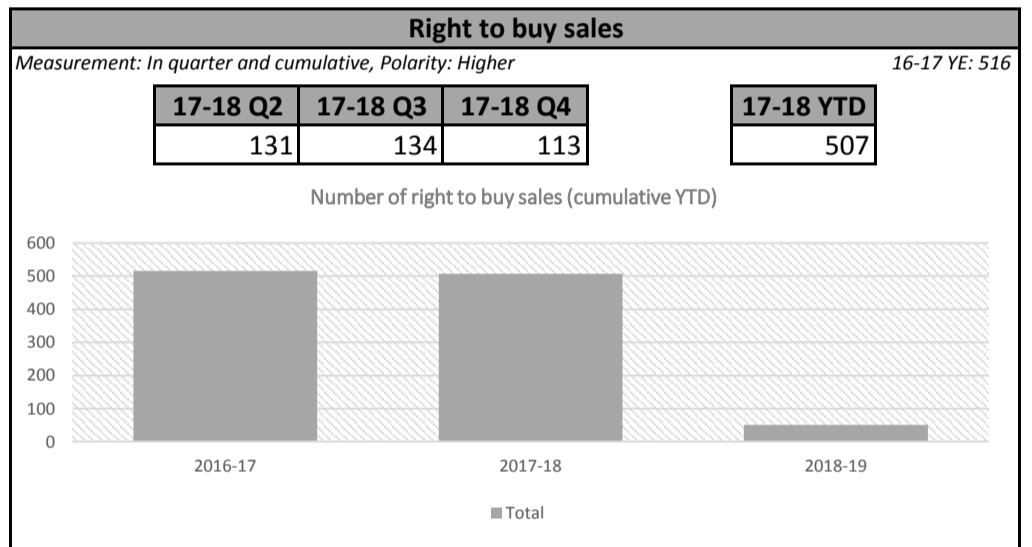 Right to buy sales
Measurement: In quarter and cumulative, Polarity: Higher 16-17 YE: 516
17-18 Q2 17-18 Q3 17-18 Q4 17-18 YTD
131 134 113 507
Number of right to buy sales (cumulative YTD)
600
500
400
300
200
100
0
2016-17 2017-18 2018-19
Total